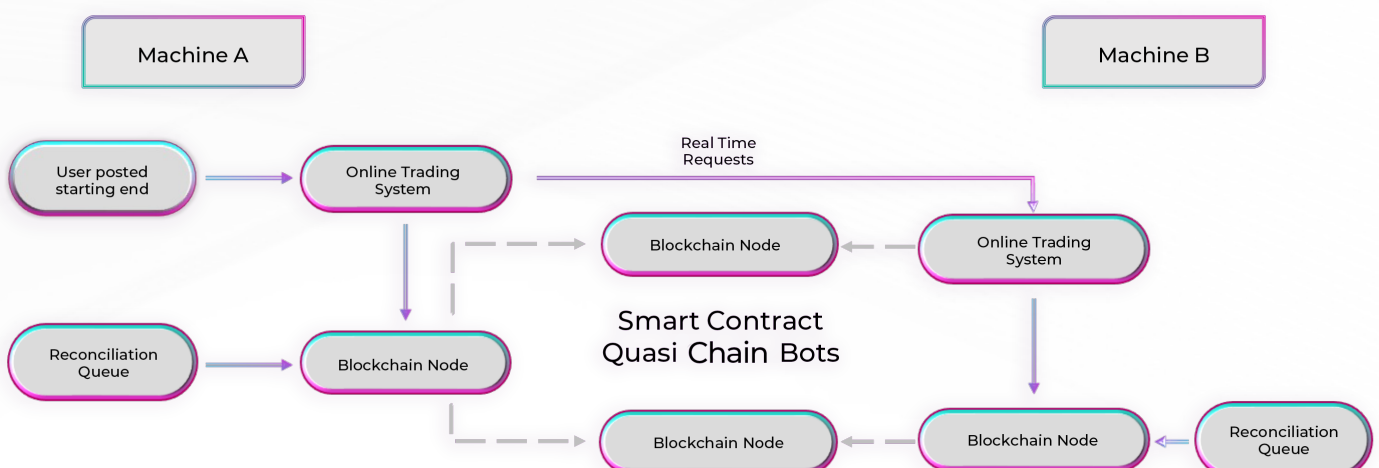 Machine A
Machine B
Real Time
Requests
User posted
starting end
Online Trading
System
Blockchain Node
Online Trading
System
Smart Contract
Quasi Chain Bots
Reconciliation
Queue
Blockchain Node
Blockchain Node
Blockchain Node
Reconciliation
Queue